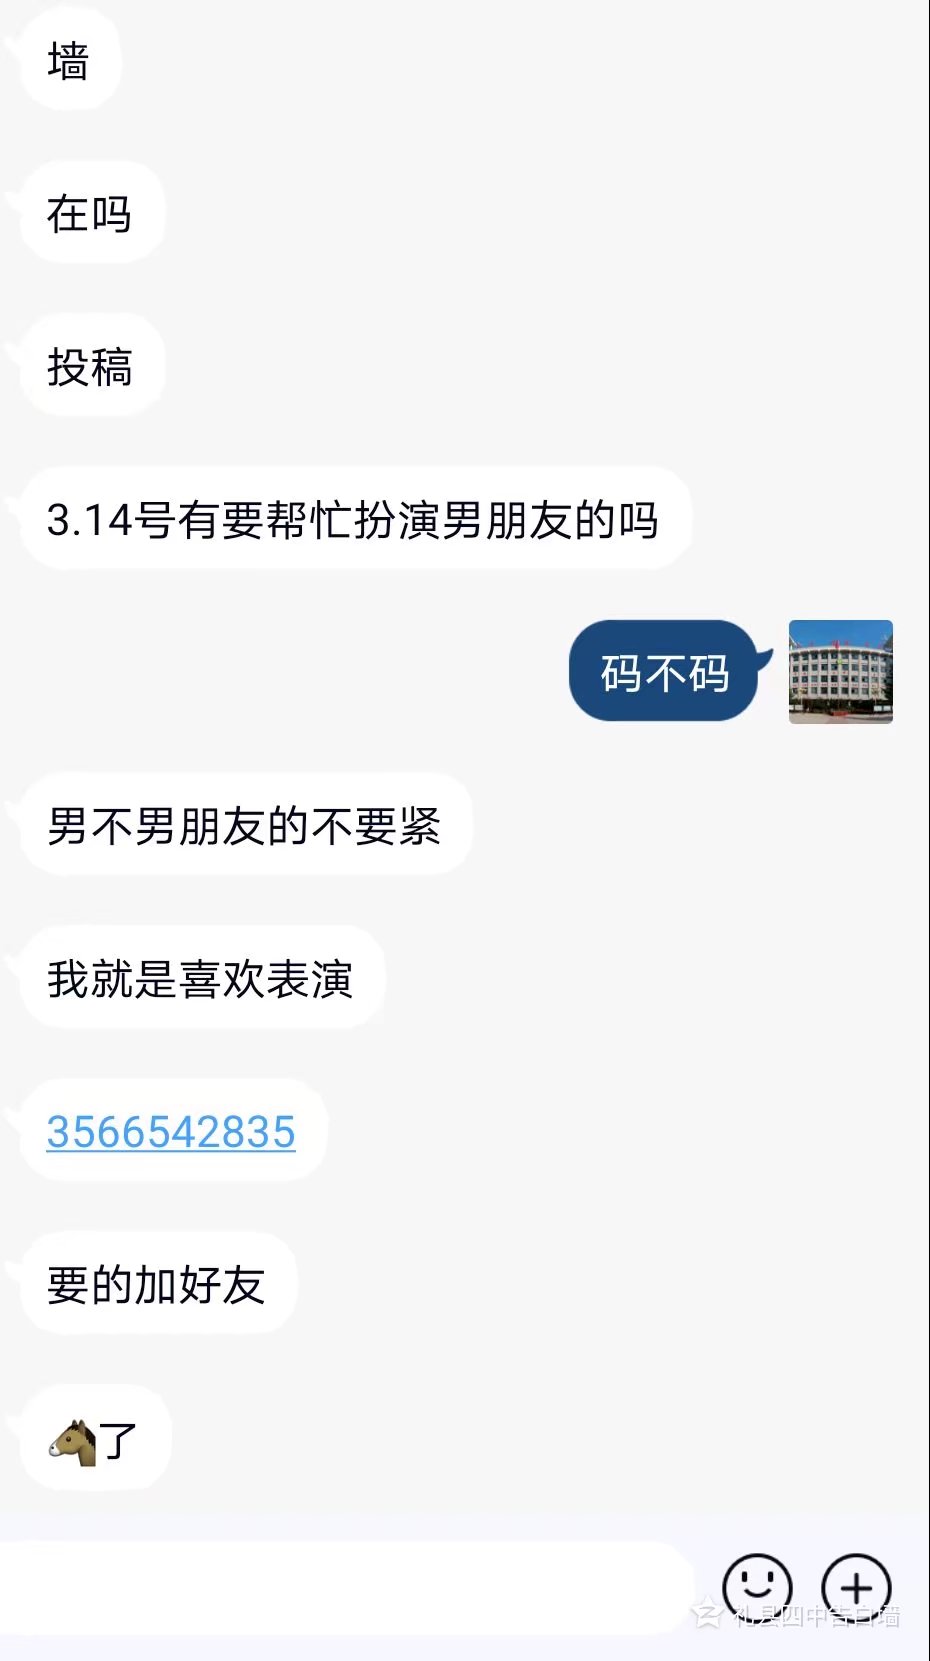 墙
在吗
投稿
3.14号有要帮忙扮演男朋友的吗
码不码
男不男朋友的不要紧
我就是喜欢表演
3566542835
要的加好友
🐴了
礼县四中告白墙